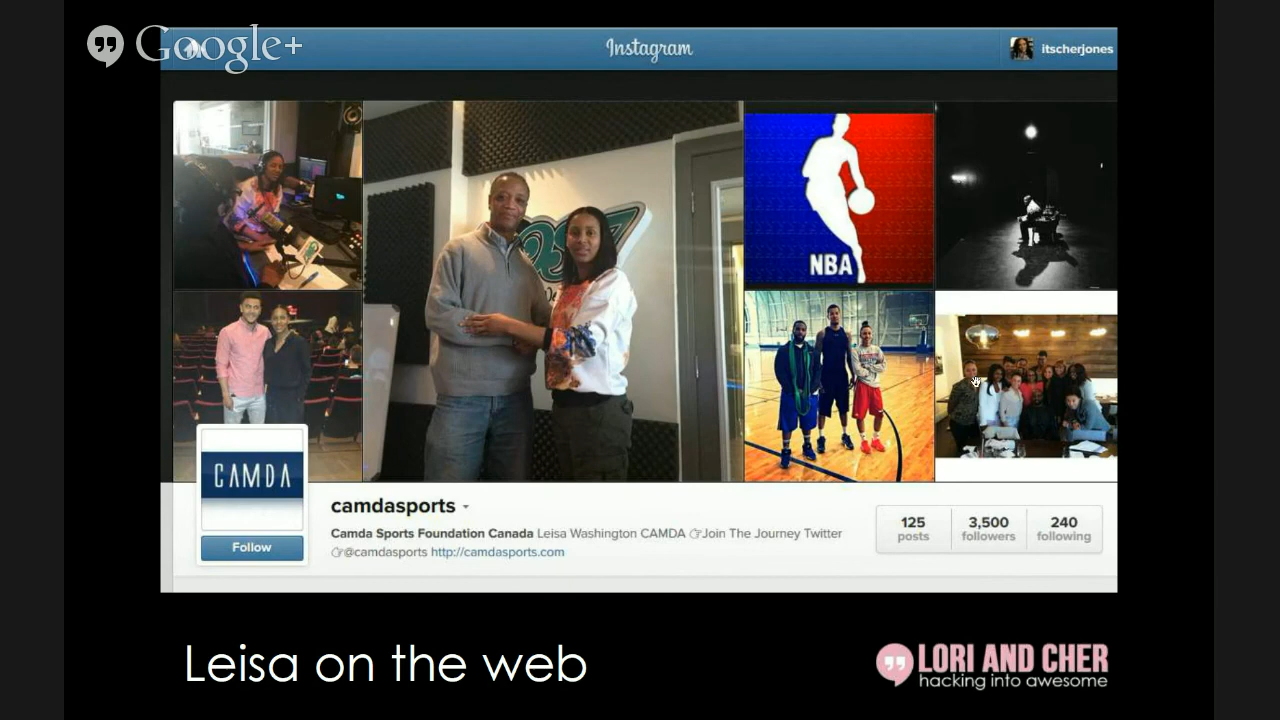 Google+
Instagram
itscherjones
NBA
CAMDA
Follow
camdasports
Camda Sports Foundation Canada Leisa Washington CAMDA ☞Join The Journey Twitter
☞@camdasports http://camdasports.com
125
posts
3,500
followers
240
following
Leisa on the web
LORI AND CHER
hacking into awesome